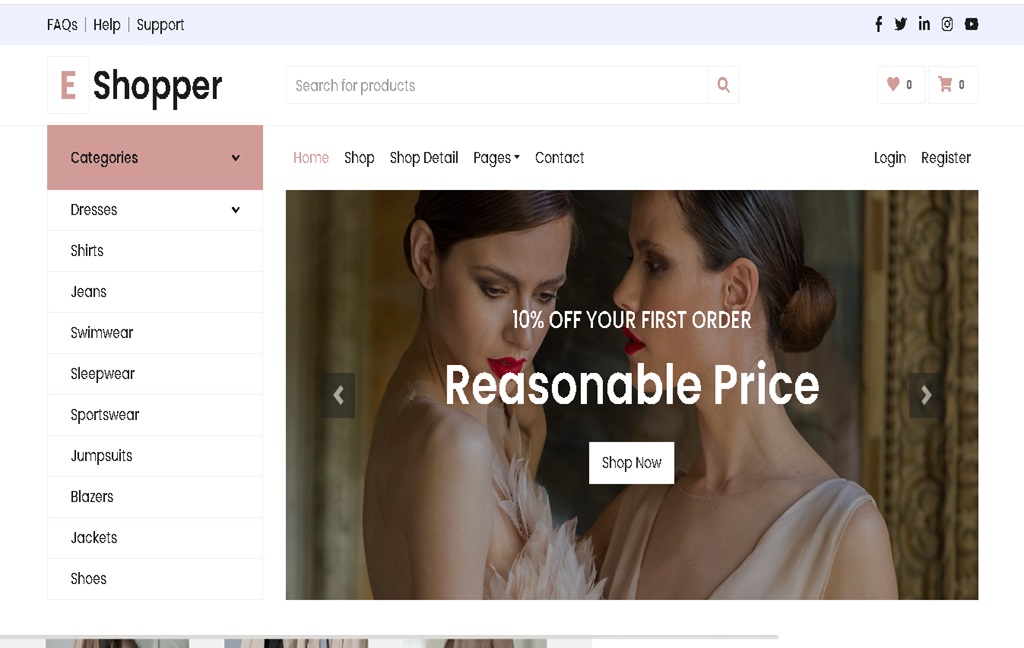 FAQs | Help | Support
E Shopper
Search for products
0
0
Categories
Home Shop Shop Detail Pages Contact
Login Register
Dresses
Shirts
Jeans
Swimwear
Sleepwear
Sportswear
Jumpsuits
Blazers
Jackets
Shoes
10% OFF YOUR FIRST ORDER
Reasonable Price
Shop Now